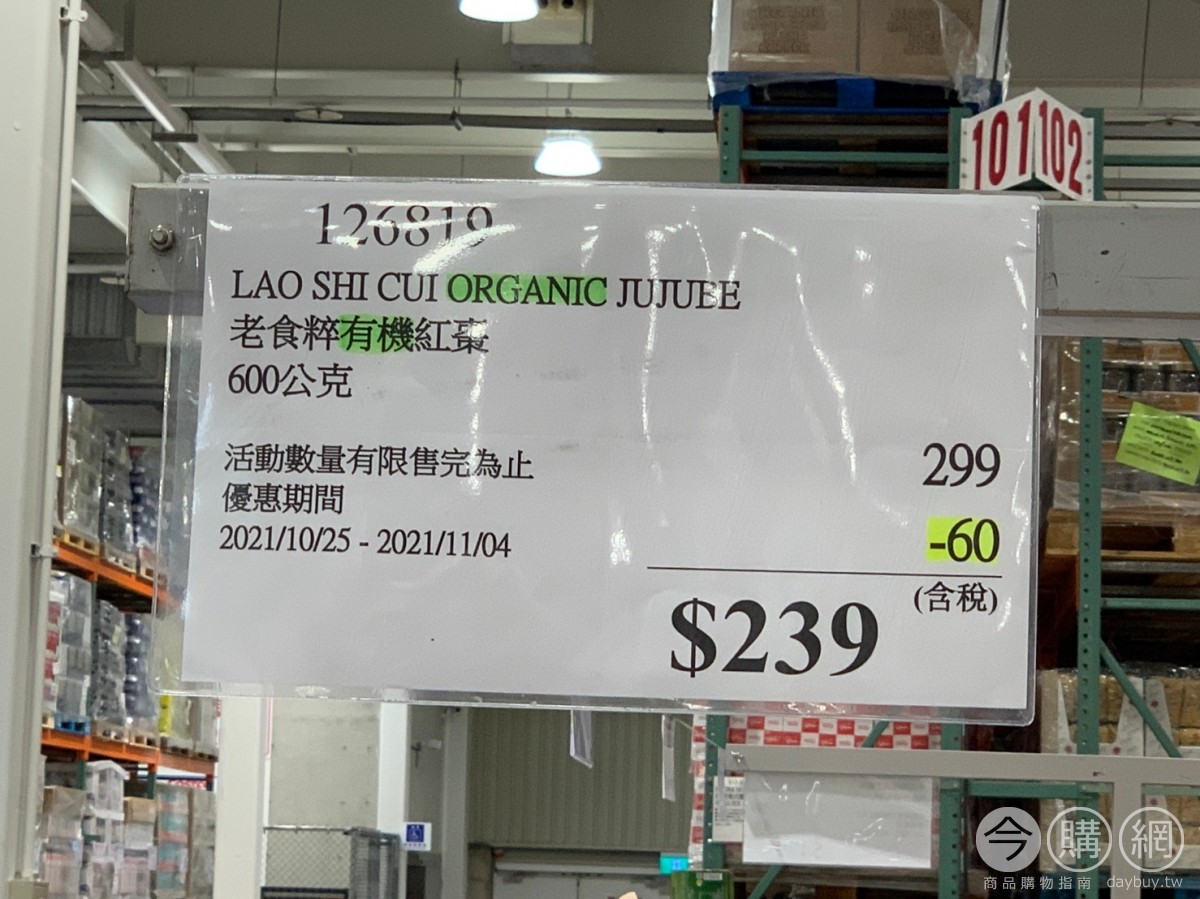 101 102
126819
LAO SHI CUI ORGANIC JUJUBE
老食粹有機紅棗
600公克
活動數量有限售完為止
299
優惠期間
-60
2021/10/25 - 2021/11/04
(含稅)
$239
今購網
商品購物指南 daybuy.tw